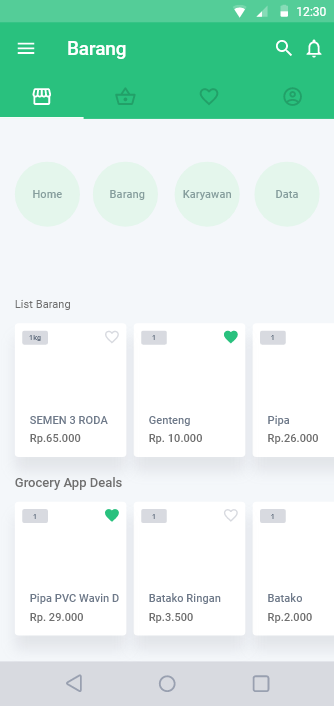 12:30
Barang
Home Barang Karyawan Data
List Barang
1kg 1 1
SEMEN 3 RODA Genteng Pipa
Rp.65.000 Rp. 10.000 Rp.26.000
Grocery App Deals
1 1 1
Pipa PVC Wavin D Batako Ringan Batako
Rp. 29.000 Rp.3.500 Rp.2.000